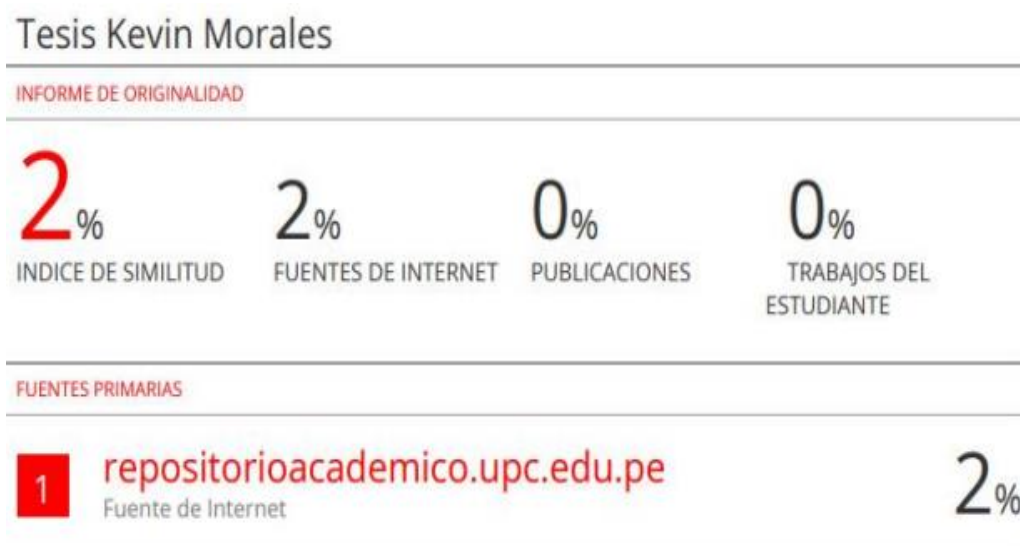 Tesis Kevin Morales
INFORME DE ORIGINALIDAD
2% 2% 0% 0%
INDICE DE SIMILITUD FUENTES DE INTERNET PUBLICACIONES TRABAJOS DEL
ESTUDIANTE
FUENTES PRIMARIAS
1 repositorioacademico.upc.edu.pe 2%
Fuente de Internet